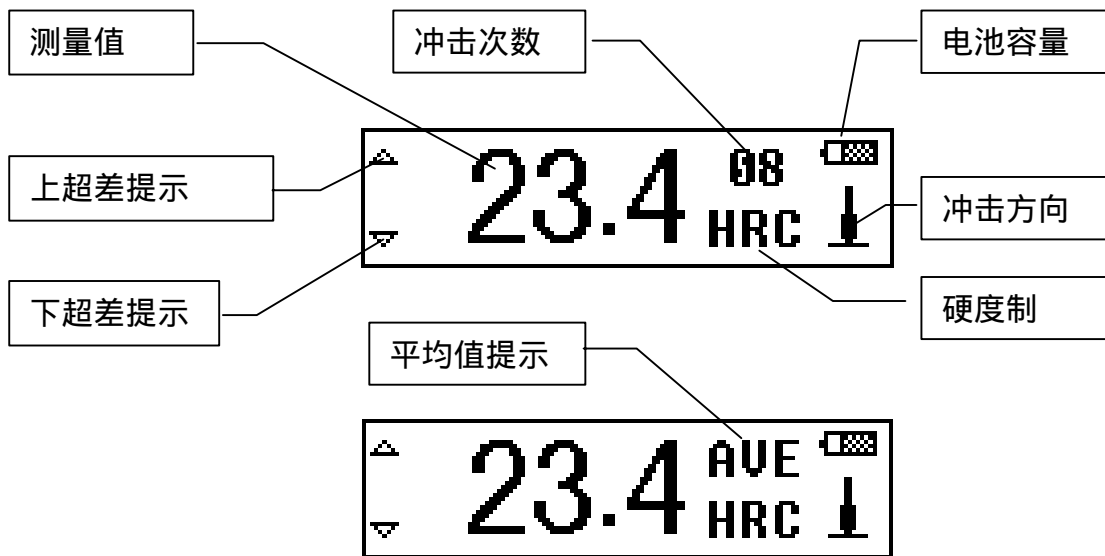 测量值
冲击次数
电池容量
上超差提示
23.4
08
HRC
冲击方向
下超差提示
硬度制
平均值提示
23.4
AVE
HRC